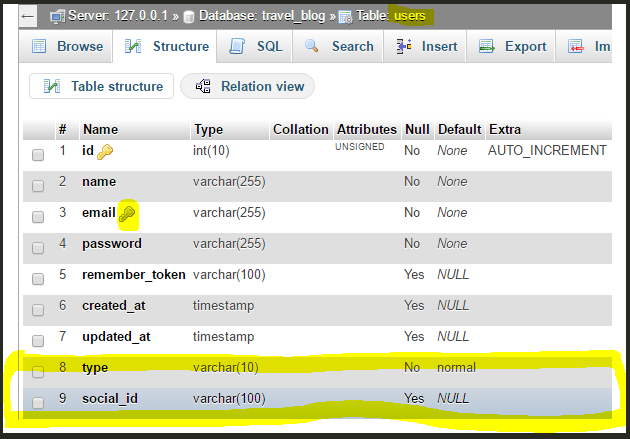 ← Server: 127.0.0.1 » Database: travel_blog » Table: users
Browse Structure SQL Search Insert Export Im
Table structure Relation view
# Name Type Collation Attributes Null Default Extra
1 id int(10) UNSIGNED No None AUTO_INCREMENT
2 name varchar(255) No None
3 email varchar(255) No None
4 password varchar(255) No None
5 remember_token varchar(100) Yes NULL
6 created_at timestamp Yes NULL
7 updated_at timestamp Yes NULL
8 type varchar(10) No normal
9 social_id varchar(100) Yes NULL